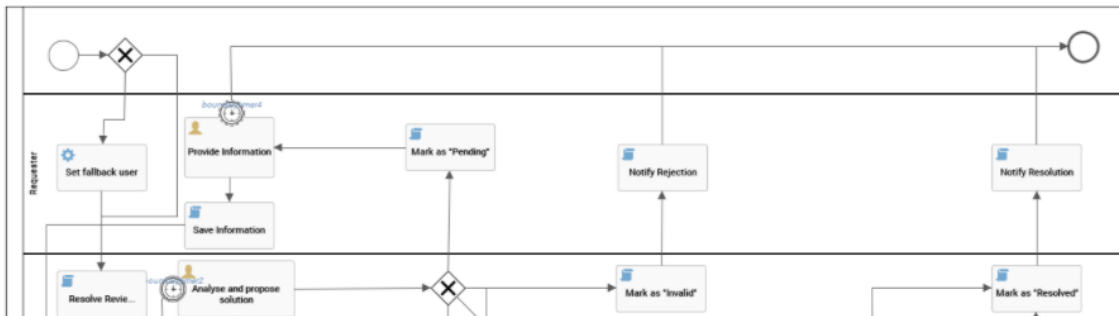 Requester
Provide Information
Mark as "Pending"
Set fallback user
Notify Rejection
Notify Resolution
Save Information
Analyse and propose
solution
Resolve Revie...
Mark as "Invalid"
Mark as "Resolved"